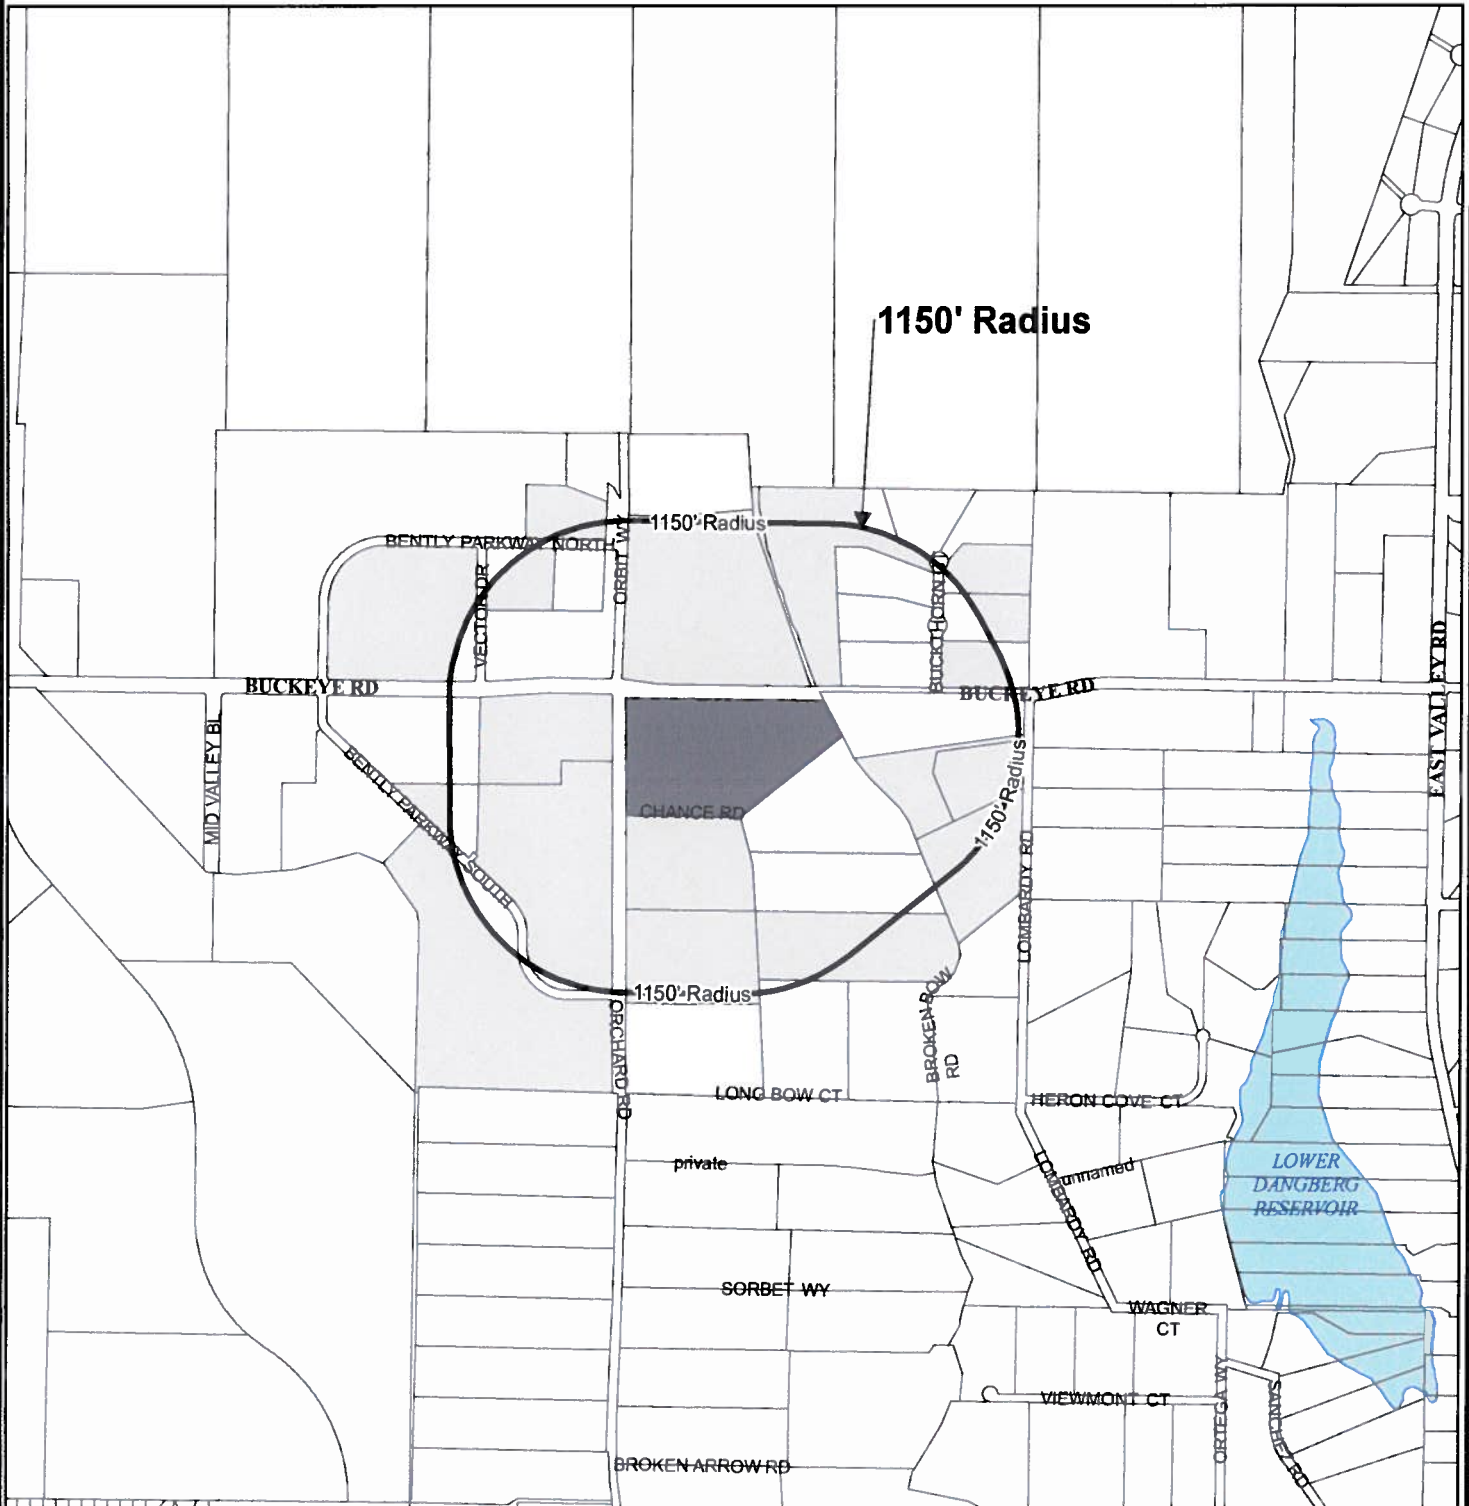 1150' Radius
1150' Radius
BENTLY PARKWAY NORTH
ORBIT WY
VECTOR DR
BUCKTHORN
BUCKEYE RD
BUCKEYE RD
EAST VALLEY RD
MID VALLEY BL
BENTLY PARKWAY SOUTH
CHANCE RD
1150' Radius
LOMBARDY RD
1150' Radius
ORCHARD RD
BROKEN BOW
RD
LONG BOW CT
HERON COVE CT
private
unnamed
LOMBARDY RD
LOWER
DANGBERG
RESERVOIR
SORBET WY
WAGNER
CT
VIEWMONT CT
ORTEGA WY
SANCHEZ RD
BROKEN ARROW RD